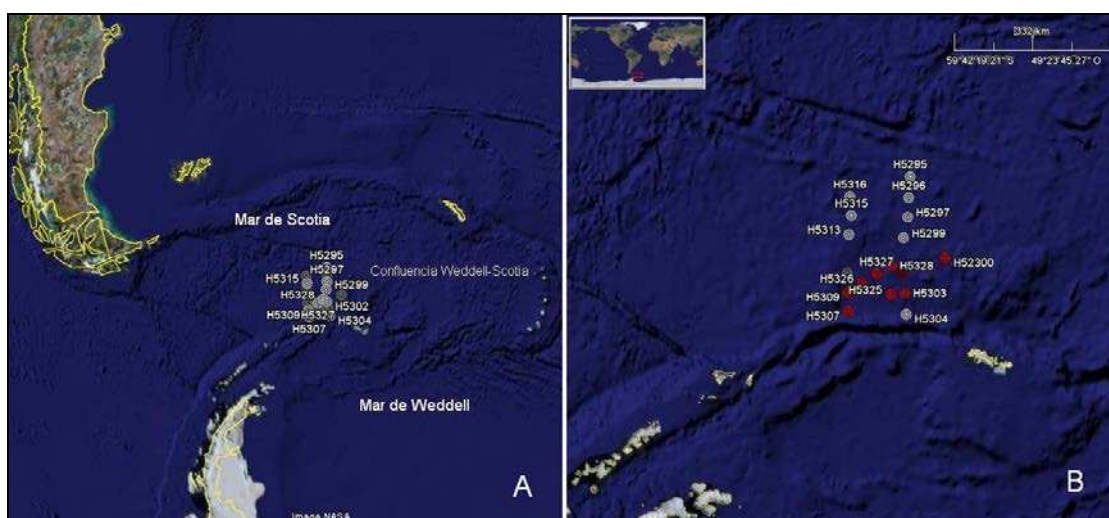 Mar de Scotia
H5295
H5297
Confluencia Weddell-Scotia
H5315
H5299
H5328
H5302
H5309
H5327
H5304
H5307
Mar de Weddell
A
Image NASA
332 km
59°42'19.21" S
49°23'45.27" O
H5295
H5316
H5296
H5315
H5297
H5313
H5299
H5327
H5328
H52300
H5326
H5325
H5309
H5303
H5307
H5304
B